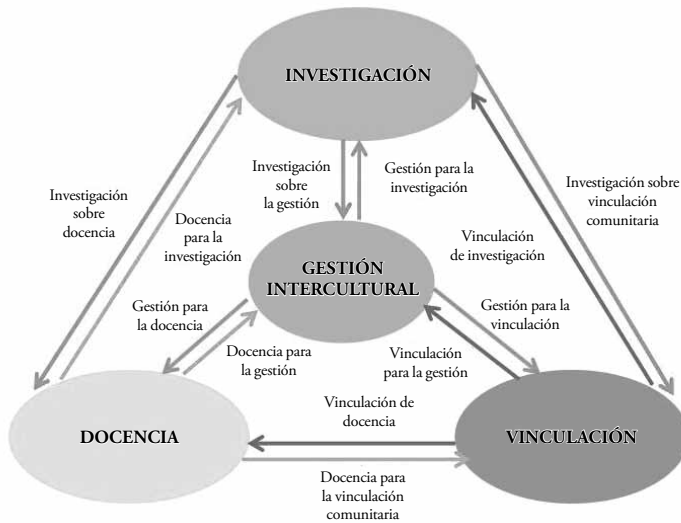 INVESTIGACIÓN
Investigación
sobre
la gestión
Gestión para la
investigación
Investigación
sobre
docencia
Docencia
para la
investigación
Investigación sobre
vinculación
comunitaria
Vinculación
de investigación
GESTIÓN
INTERCULTURAL
Gestión para
la docencia
Gestión para la
vinculación
Docencia para
la gestión
Vinculación
para la gestión
Vinculación de
docencia
DOCENCIA
VINCULACIÓN
Docencia para
la vinculación
comunitaria